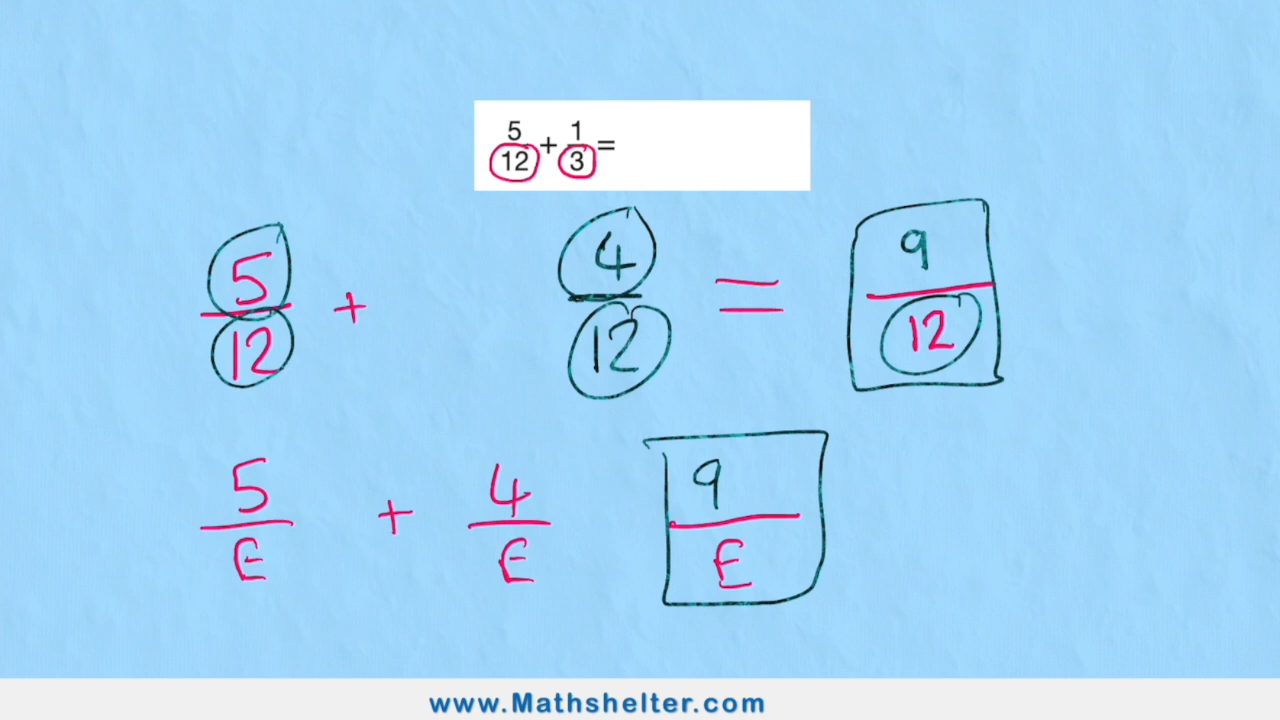 5/12 + 1/3 =
5/12 + 4/12 = 9/12
5/E + 4/E 9/E
www.Mathshelter.com